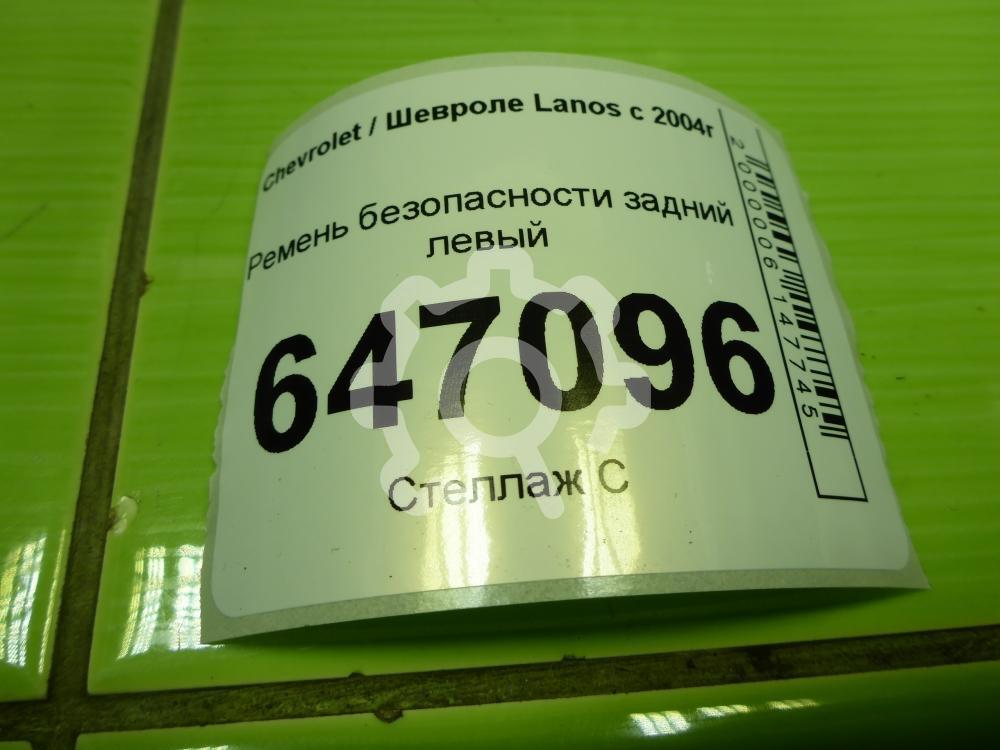 Chevrolet / Шевроле Lanos с 2004г
Ремень безопасности задний
левый
647096
Стеллаж С
2000006147745